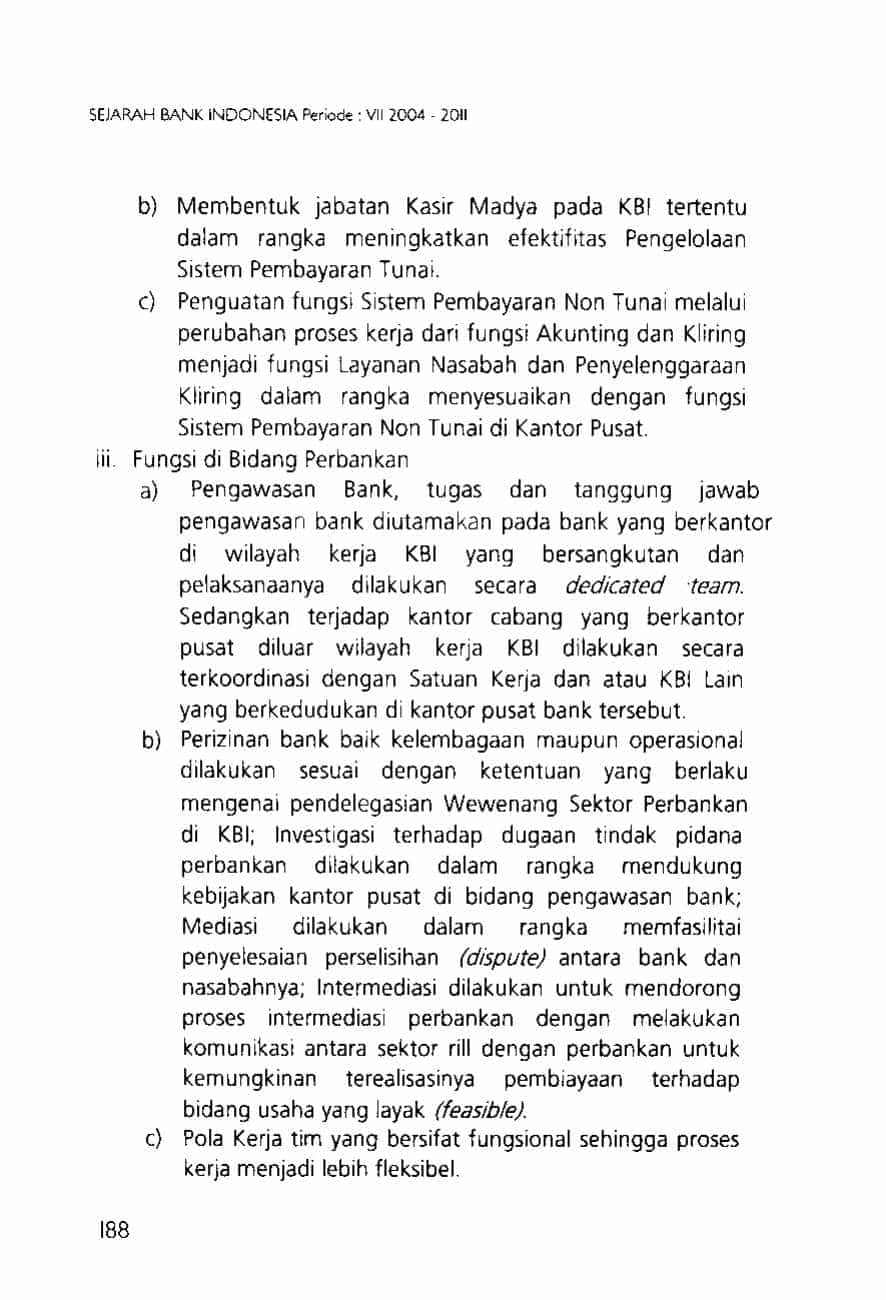 SEJARAH BANK INDONESIA Periode : VII 2004 - 2011
b) Membentuk jabatan Kasir Madya pada KBI tertentu
dalam rangka meningkatkan efektifitas Pengelolaan
Sistem Pembayaran Tunai.
c) Penguatan fungsi Sistem Pembayaran Non Tunai melalui
perubahan proses kerja dari fungsi Akunting dan Kliring
menjadi fungsi Layanan Nasabah dan Penyelenggaraan
Kliring dalam rangka menyesuaikan dengan fungsi
Sistem Pembayaran Non Tunai di Kantor Pusat.
iii. Fungsi di Bidang Perbankan
a) Pengawasan Bank, tugas dan tanggung jawab
pengawasan bank diutamakan pada bank yang berkantor
di wilayah kerja KBI yang bersangkutan dan
pelaksanaanya dilakukan secara dedicated team.
Sedangkan terjadap kantor cabang yang berkantor
pusat diluar wilayah kerja KBI dilakukan secara
terkoordinasi dengan Satuan Kerja dan atau KBI Lain
yang berkedudukan di kantor pusat bank tersebut.
b) Perizinan bank baik kelembagaan maupun operasional
dilakukan sesuai dengan ketentuan yang berlaku
mengenai pendelegasian Wewenang Sektor Perbankan
di KBI; Investigasi terhadap dugaan tindak pidana
perbankan dilakukan dalam rangka mendukung
kebijakan kantor pusat di bidang pengawasan bank;
Mediasi dilakukan dalam rangka memfasilitai
penyelesaian perselisihan (dispute) antara bank dan
nasabahnya; Intermediasi dilakukan untuk mendorong
proses intermediasi perbankan dengan melakukan
komunikasi antara sektor rill dengan perbankan untuk
kemungkinan terealisasinya pembiayaan terhadap
bidang usaha yang layak (feasible).
c) Pola Kerja tim yang bersifat fungsional sehingga proses
kerja menjadi lebih fleksibel.
188